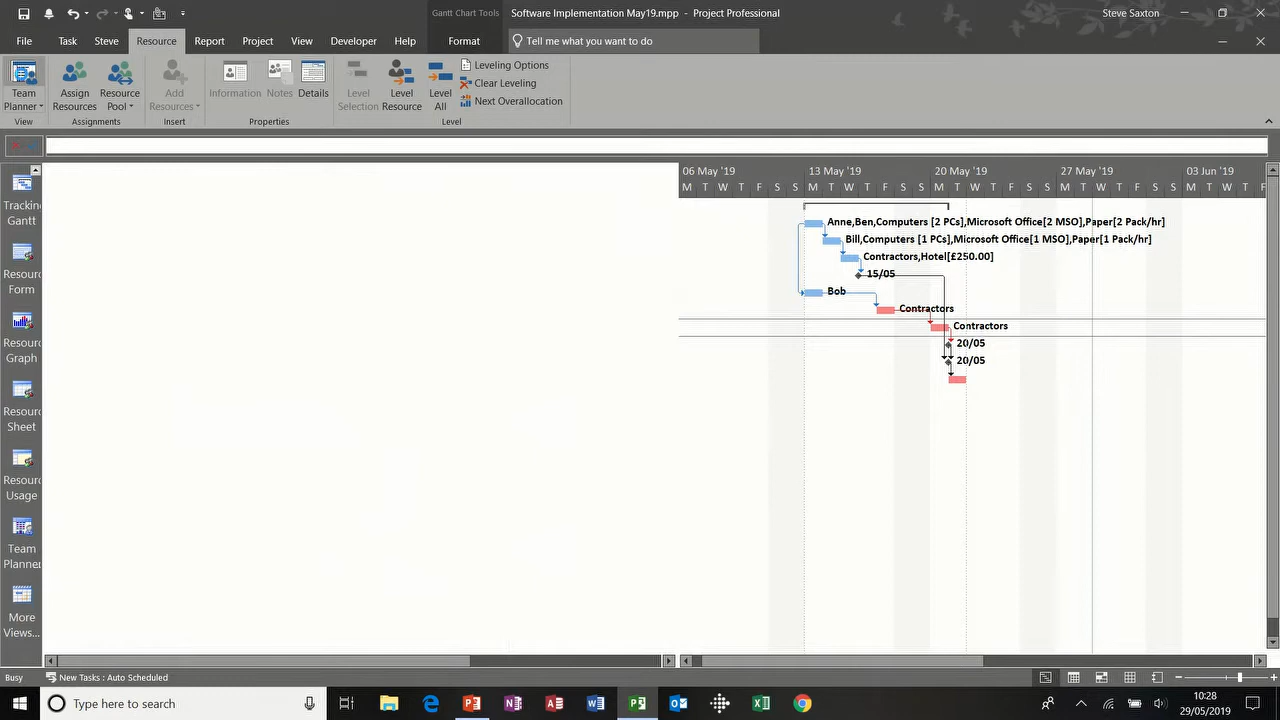 Gantt Chart Tools
Software Implementation May19.mpp - Project Professional
Steve Saxton
File Task Steve Resource Report Project View Developer Help Format Tell me what you want to do
Team Planner
Assign Resources
Resource Pool
Add Resources
Information
Notes
Details
Level Selection
Level Resource
Level All
Leveling Options
Clear Leveling
Next Overallocation
View Assignments Insert Properties Level
06 May '19 13 May '19 20 May '19 27 May '19 03 Jun '19
M T W T F S S M T W T F S S M T W T F S S M T W T F S S M T W T F
Anne,Ben,Computers [2 PCs],Microsoft Office[2 MSO],Paper[2 Pack/hr]
Bill,Computers [1 PCs],Microsoft Office[1 MSO],Paper[1 Pack/hr]
Contractors,Hotel[£250.00]
15/05
Bob
Contractors
Contractors
20/05
20/05
Tracking
Gantt
Resource
Form
Resource
Graph
Resource
Sheet
Resource
Usage
Team
Planner
More
Views...
Busy New Tasks : Auto Scheduled
Type here to search
10:28
29/05/2019